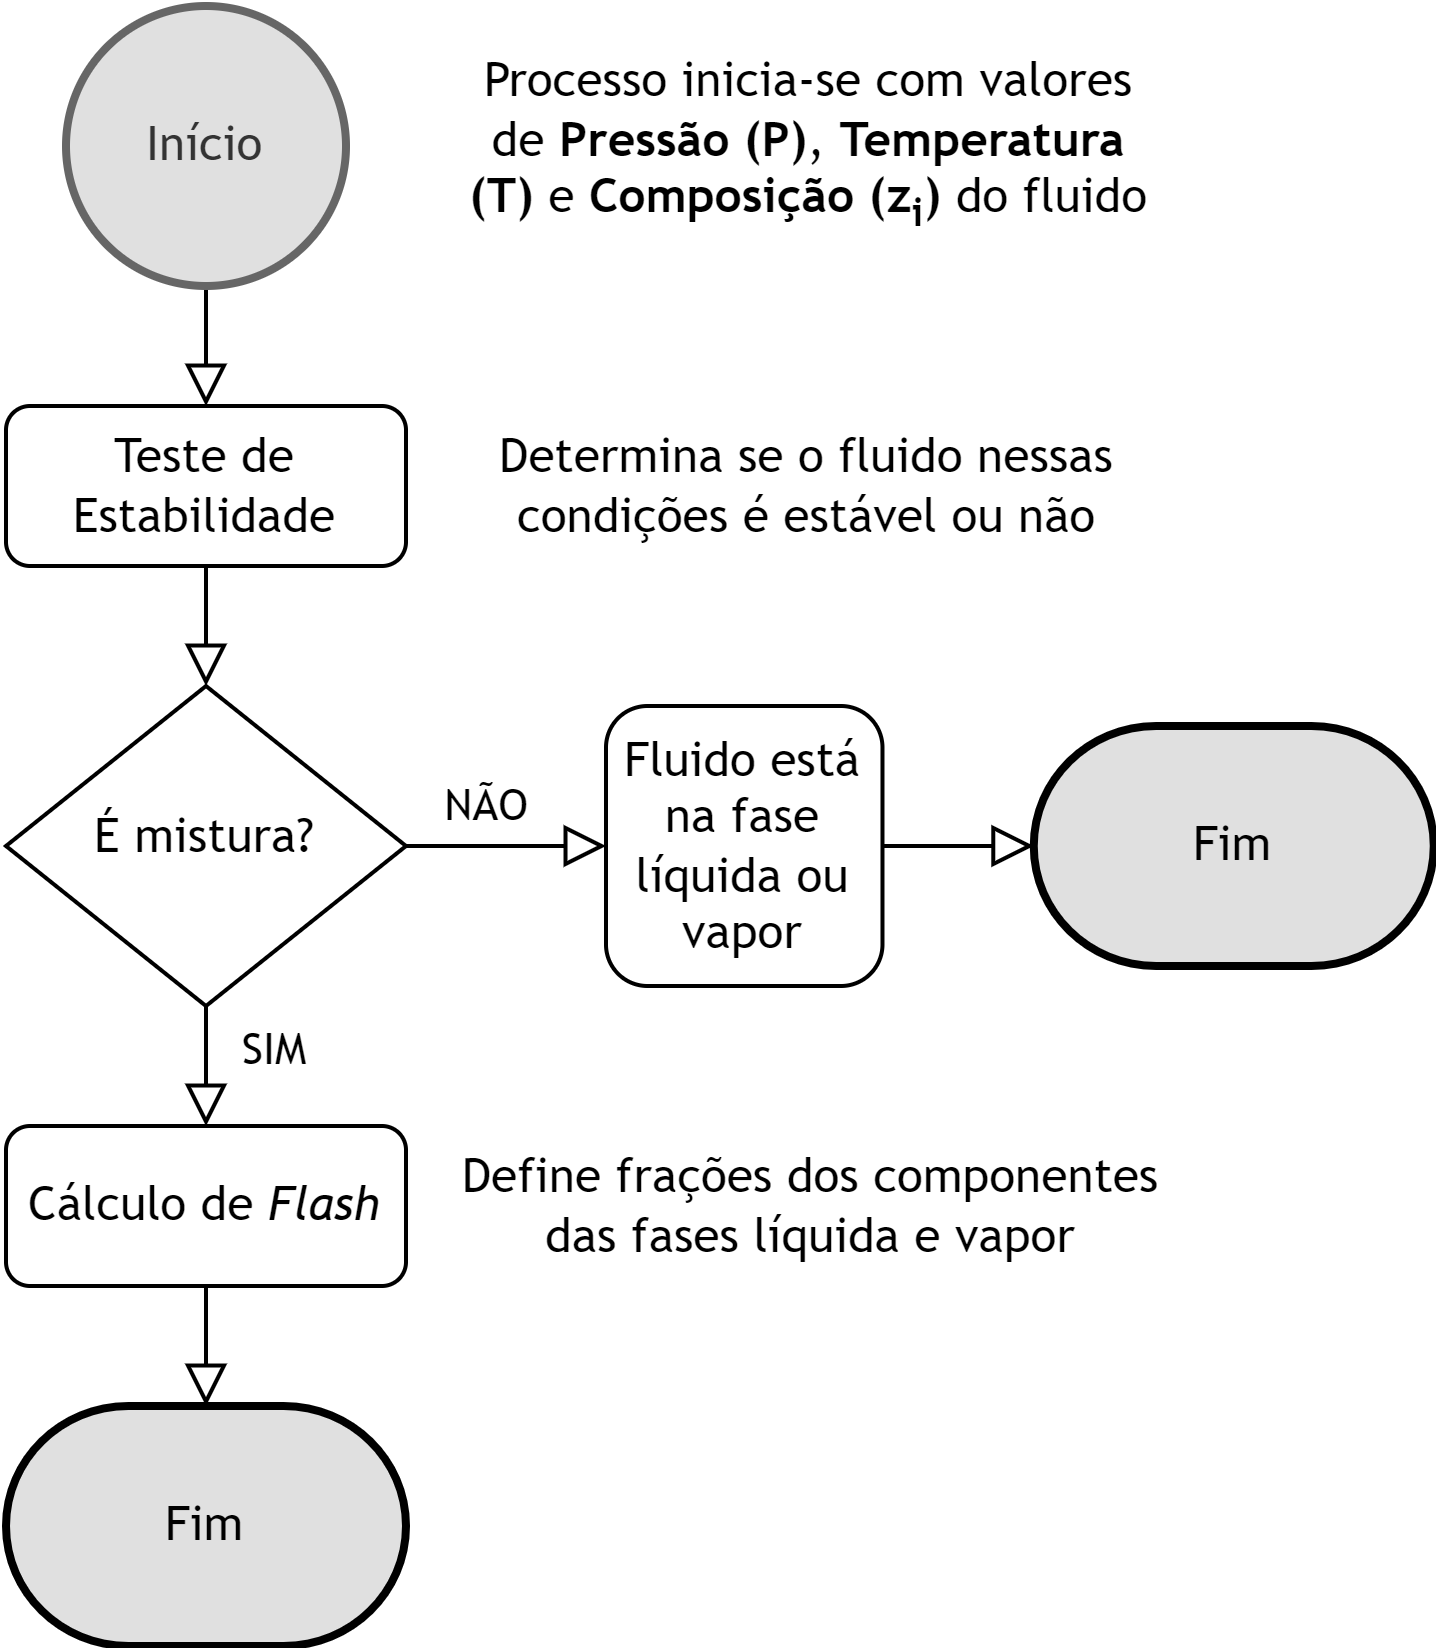 Início
Processo inicia-se com valores
de Pressão (P), Temperatura
(T) e Composição (zi) do fluido
Teste de
Estabilidade
Determina se o fluido nessas
condições é estável ou não
É mistura?
NÃO
Fluido está
na fase
líquida ou
vapor
Fim
SIM
Cálculo de Flash
Define frações dos componentes
das fases líquida e vapor
Fim